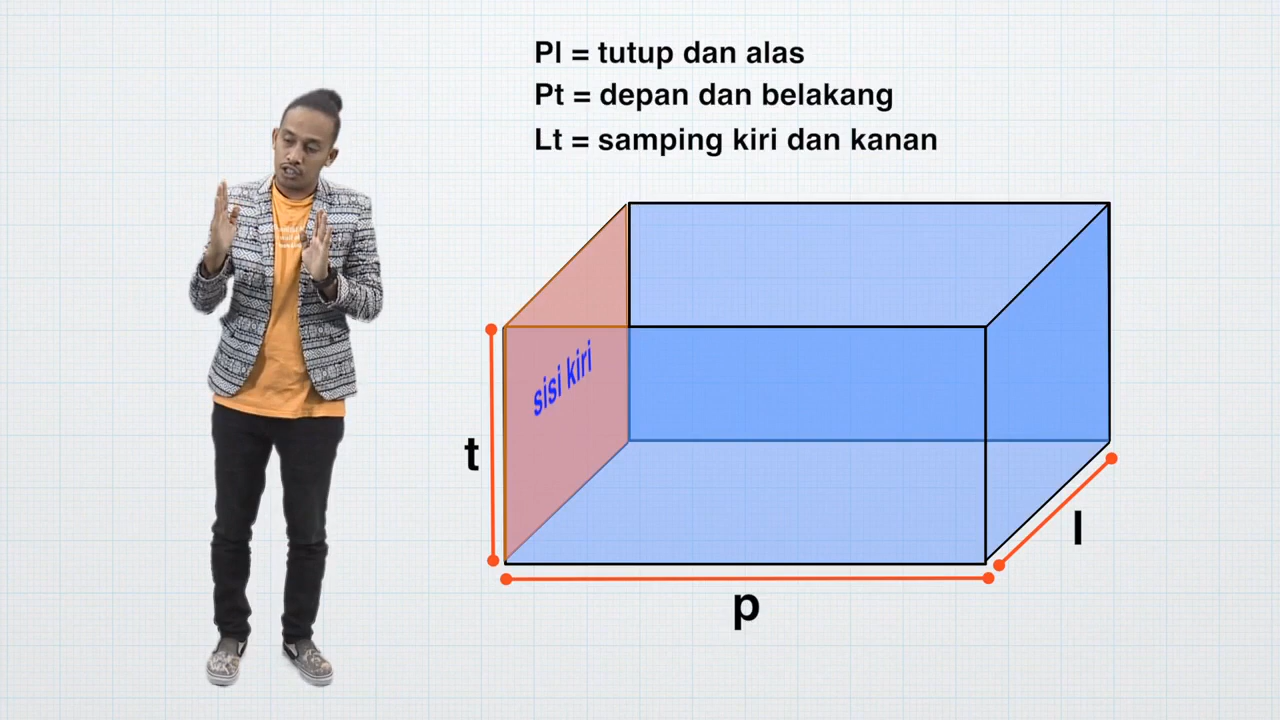 Pl = tutup dan alas
Pt = depan dan belakang
Lt = samping kiri dan kanan
sisi kiri
t
l
p